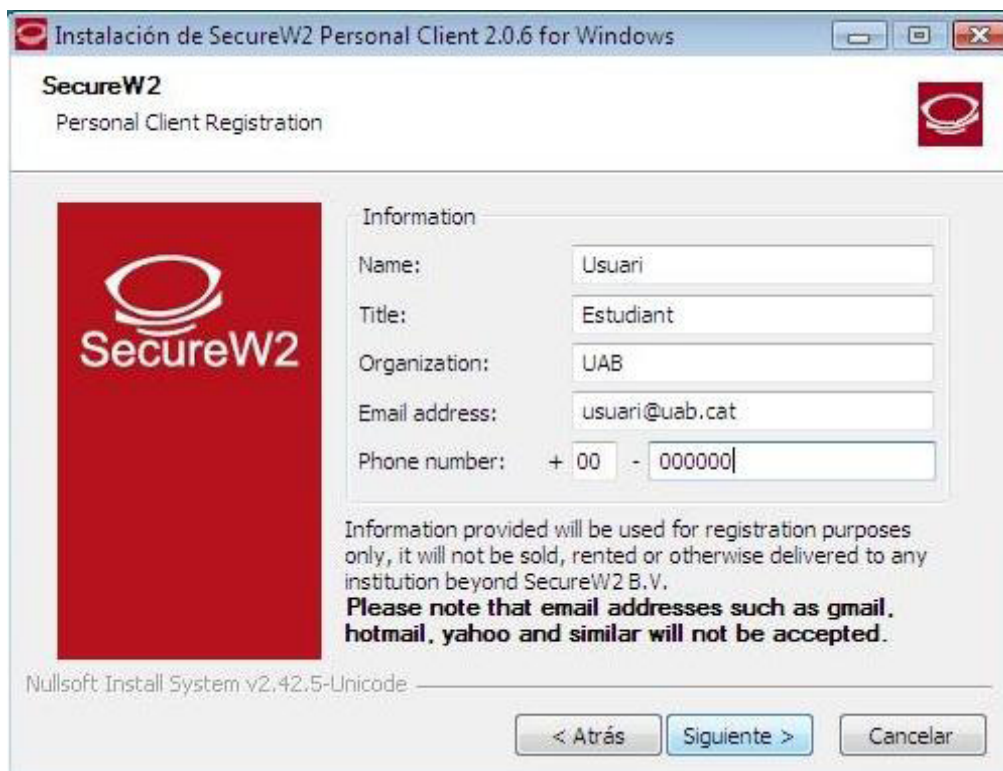 Instalación de SecureW2 Personal Client 2.0.6 for Windows
SecureW2
Personal Client Registration
SecureW2
Information
Name: Usuari
Title: Estudiant
Organization: UAB
Email address: usuari@uab.cat
Phone number: + 00 - 000000
Information provided will be used for registration purposes
only, it will not be sold, rented or otherwise delivered to any
institution beyond SecureW2 B.V.
Please note that email addresses such as gmail,
hotmail, yahoo and similar will not be accepted.
Nullsoft Install System v2.42.5-Unicode
< Atrás Siguiente > Cancelar